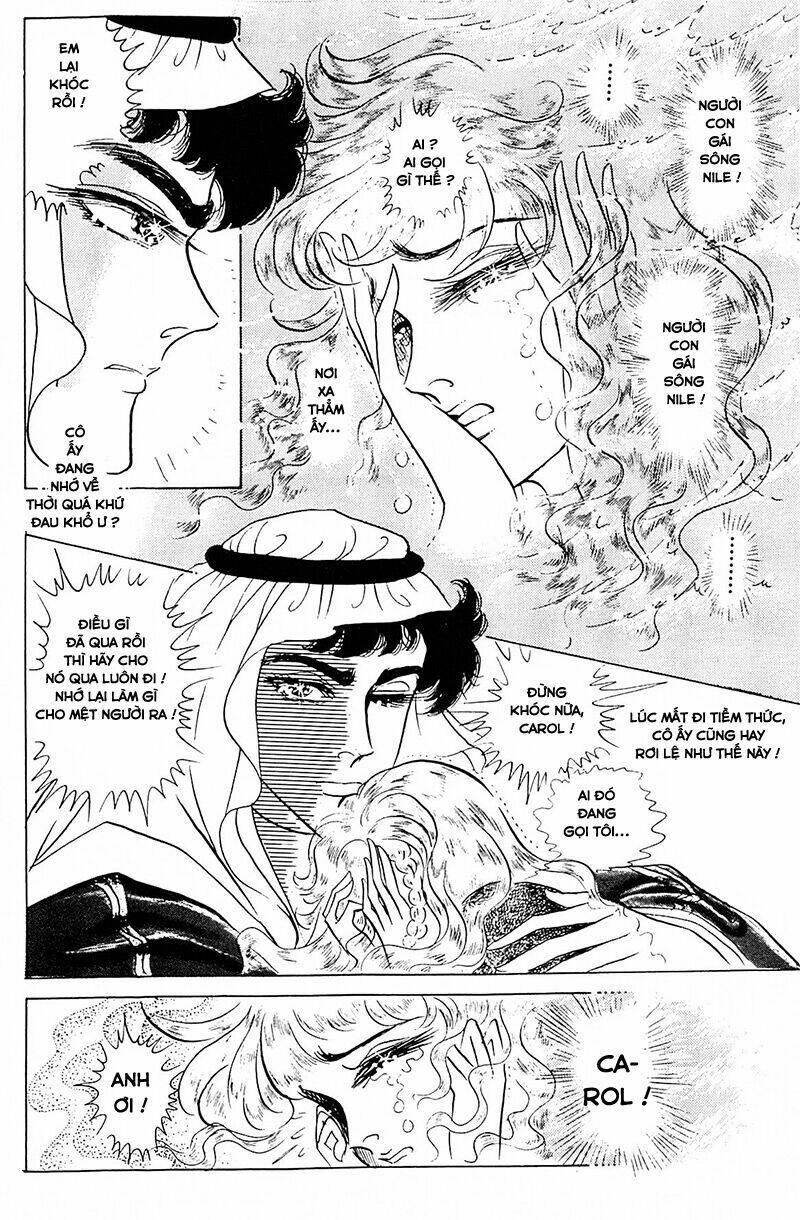 EM
LẠI
KHÓC
RỒI !
AI ?
AI GỌI
GÌ THẾ ?
.......
NGƯỜI
CON
GÁI
SÔNG
NILE !
NGƯỜI
CON
GÁI
SÔNG
NILE !
NƠI
XA
THẲM
ẤY...
CÔ
ẤY
ĐANG
NHỚ VỀ
THỜI QUÁ KHỨ
ĐAU KHỔ Ư ?
.......
ĐIỀU GÌ
ĐÃ QUA RỒI
THÌ HÃY CHO
NÓ QUA LUÔN ĐI !
NHỚ LẠI LÀM GÌ
CHO MỆT NGƯỜI RA !
ĐỪNG
KHÓC NỮA,
CAROL !
LÚC MẤT ĐI TIỀM THỨC,
CÔ ẤY CŨNG HAY
RƠI LỆ NHƯ THẾ NÀY !
AI ĐÓ
ĐANG
GỌI TÔI...
ANH
ƠI !
CA-
ROL !